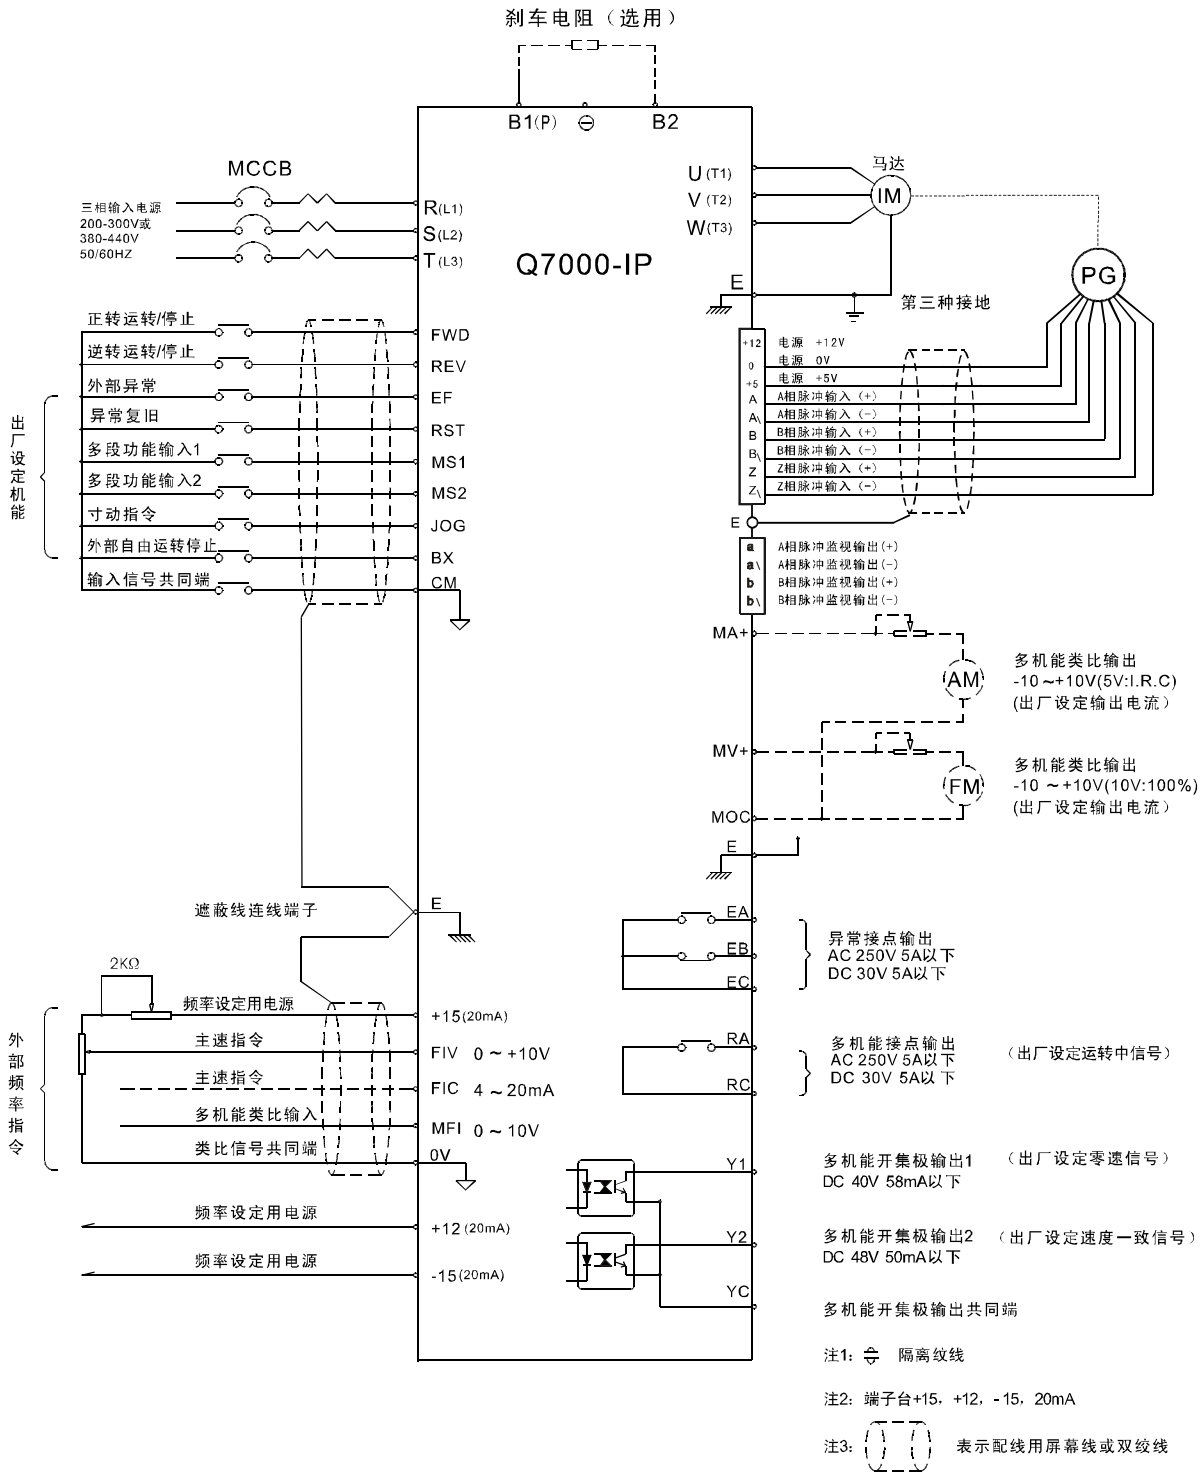 刹车电阻（选用）
B1(P)
⊖
B2
MCCB
三相输入电源
200-300V或
380-440V
50/60HZ
R(L1)
S(L2)
T(L3)
Q7000-IP
U(T1)
V(T2)
W(T3)
马达
IM
PG
E
第三种接地
出厂设定机能
正转运转/停止
FWD
逆转运转/停止
REV
外部异常
EF
异常复旧
RST
多段功能输入1
MS1
多段功能输入2
MS2
寸动指令
JOG
外部自由运转停止
BX
输入信号共同端
CM
+12 电源 +12V
0 电源 0V
+5 电源 +5V
A A相脉冲输入（+）
A\ A相脉冲输入（-）
B B相脉冲输入（+）
B\ B相脉冲输入（-）
Z Z相脉冲输入（+）
Z\ Z相脉冲输入（-）
E
a A相脉冲监视输出(+)
a\ A相脉冲监视输出(-)
b B相脉冲监视输出(+)
b\ B相脉冲监视输出(-)
MA+
AM
多机能类比输出
-10～+10V(5V:I.R.C)
(出厂设定输出电流）
MV+
FM
多机能类比输出
-10 ～+10V(10V:100%)
(出厂设定输出电流）
MOC
E
遮蔽线连线端子
E
EA
EB
EC
异常接点输出
AC 250V 5A以下
DC 30V 5A以下
RA
RC
多机能接点输出
AC 250V 5A以下
DC 30V 5A以下
（出厂设定运转中信号）
外部频率指令
2KΩ
频率设定用电源
+15(20mA)
主速指令
FIV 0～+10V
主速指令
FIC 4～20mA
多机能类比输入
MFI 0～10V
类比信号共同端
0V
频率设定用电源
+12(20mA)
频率设定用电源
-15(20mA)
Y1
多机能开集极输出1
DC 40V 58mA以下
（出厂设定零速信号）
Y2
多机能开集极输出2
DC 48V 50mA以下
（出厂设定速度一致信号）
YC
多机能开集极输出共同端
注1: 隔离纹线
注2: 端子台+15, +12, -15, 20mA
注3: 表示配线用屏幕线或双绞线